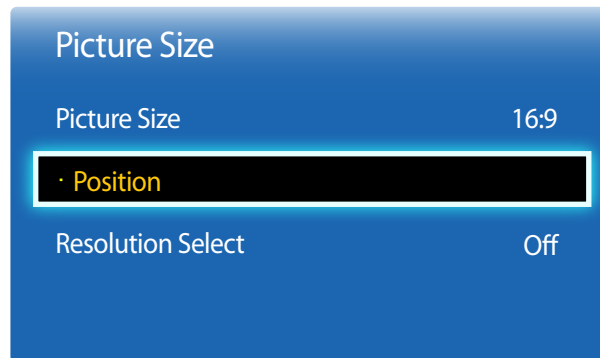 Picture Size
Picture Size 16:9
· Position
Resolution Select Off